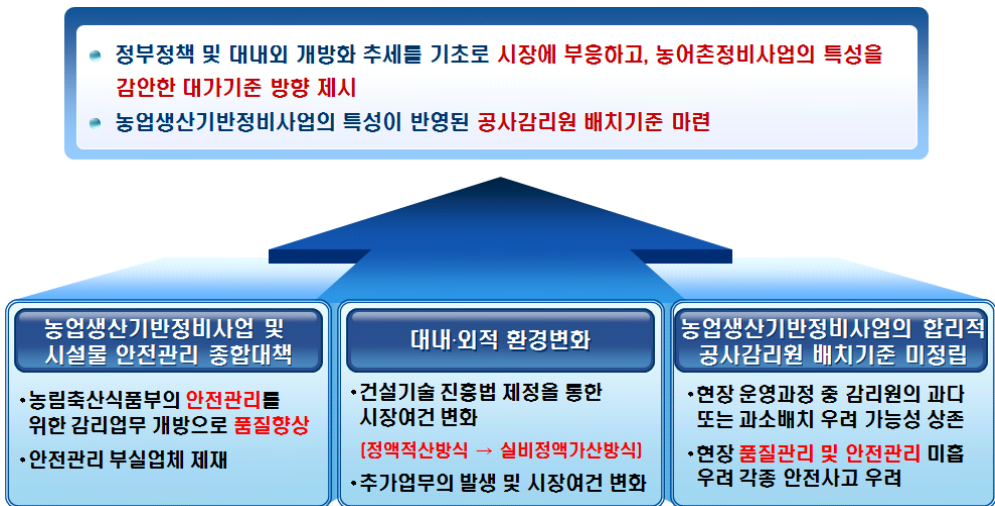 정부정책 및 대내외 개방화 추세를 기초로 시장에 부응하고, 농어촌정비사업의 특성을
감안한 대가기준 방향 제시
농업생산기반정비사업의 특성이 반영된 공사감리원 배치기준 마련
농업생산기반정비사업 및
시설물 안전관리 종합대책
•농림축산식품부의 안전관리를
위한 감리업무 개방으로 품질향상
•안전관리 부실업체 제재
대내·외적 환경변화
•건설기술 진흥법 제정을 통한
시장여건 변화
(정액적산방식 → 실비정액가산방식)
•추가업무의 발생 및 시장여건 변화
농업생산기반정비사업의 합리적
공사감리원 배치기준 미정립
•현장 운영과정 중 감리원의 과다
또는 과소배치 우려 가능성 상존
•현장 품질관리 및 안전관리 미흡
우려 각종 안전사고 우려